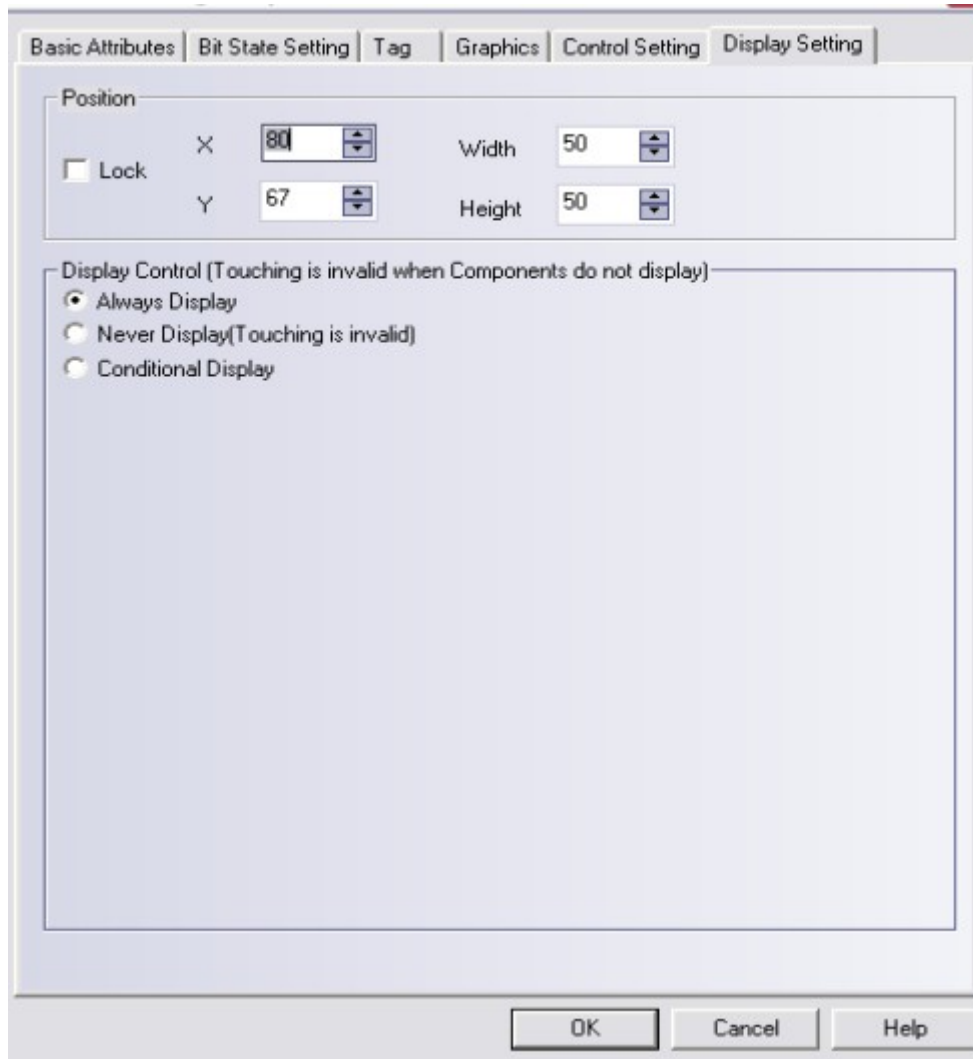 Basic Attributes Bit State Setting Tag Graphics Control Setting Display Setting
Position
X 80 Width 50
Lock
Y 67 Height 50
Display Control (Touching is invalid when Components do not display)
Always Display
Never Display(Touching is invalid)
Conditional Display
OK Cancel Help